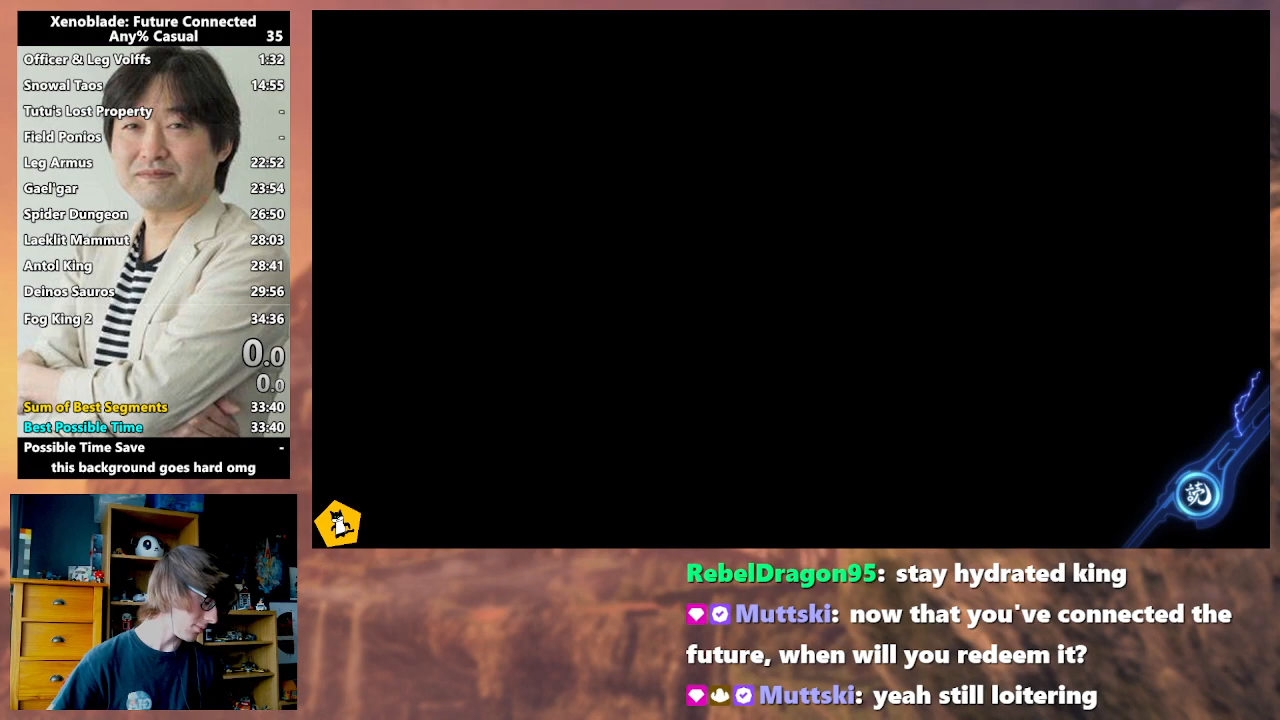 Xenoblade: Future Connected
Any% Casual 35
Officer & Leg Volffs 1:32
Snowal Taos 14:55
Tutu's Lost Property -
Field Ponios -
Leg Armus 22:52
Gael'gar 23:54
Spider Dungeon 26:50
Laeklit Mammut 28:03
Antol King 28:41
Deinos Sauros 29:56
Fog King 2 34:36
0.0
0.0
Sum of Best Segments 33:40
Best Possible Time 33:40
Possible Time Save -
this background goes hard omg
読
RebelDragon95: stay hydrated king
Muttski: now that you've connected the
future, when will you redeem it?
Muttski: yeah still loitering